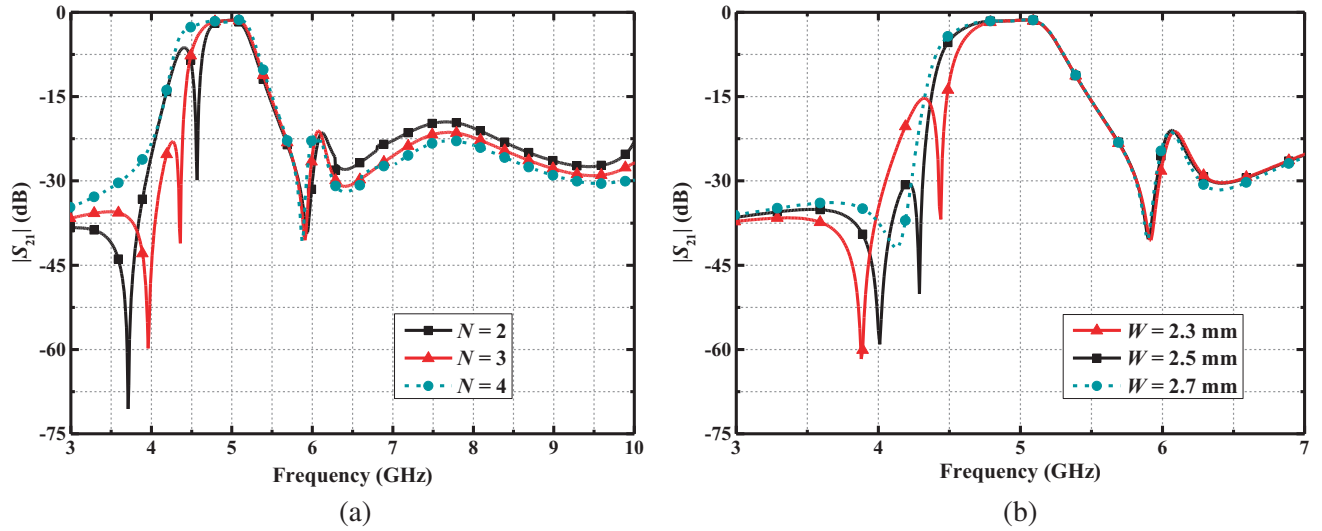 0
-15
-30
-45
-60
-75
|S21| (dB)
3 4 5 6 7 8 9 10
Frequency (GHz)
N = 2
N = 3
N = 4
(a)
0
-15
-30
-45
-60
-75
|S21| (dB)
3 4 5 6 7
Frequency (GHz)
W = 2.3 mm
W = 2.5 mm
W = 2.7 mm
(b)